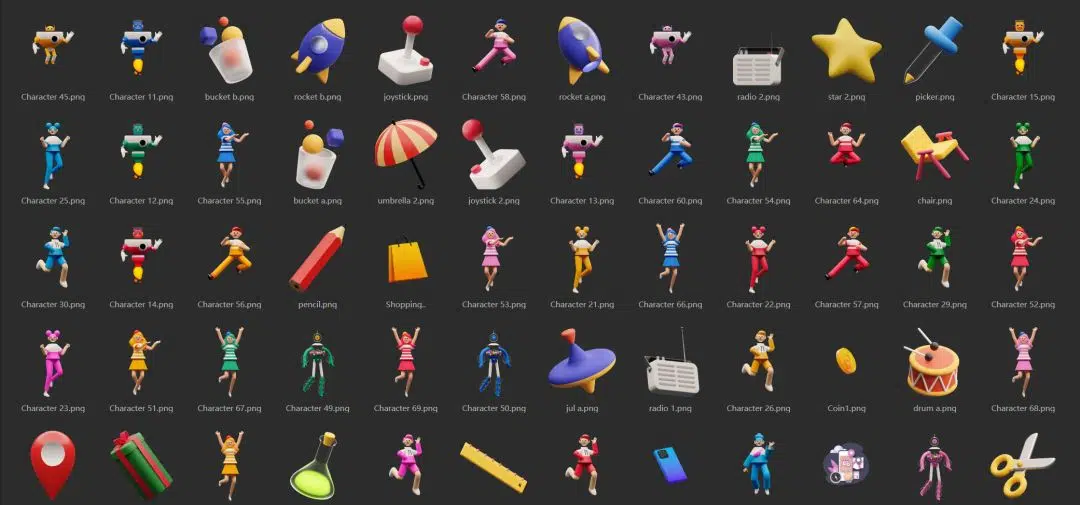 Character 45.png
Character 11.png
bucket b.png
rocket b.png
joystick.png
Character 58.png
rocket a.png
Character 43.png
radio 2.png
star 2.png
picker.png
Character 15.png
Character 25.png
Character 12.png
Character 55.png
bucket a.png
umbrella 2.png
joystick 2.png
Character 13.png
Character 60.png
Character 54.png
Character 64.png
chair.png
Character 24.png
Character 30.png
Character 14.png
Character 56.png
pencil.png
Shopping..
Character 53.png
Character 21.png
Character 66.png
Character 22.png
Character 57.png
Character 29.png
Character 52.png
Character 23.png
Character 51.png
Character 67.png
Character 49.png
Character 69.png
Character 50.png
jul a.png
radio 1.png
Character 26.png
Coin1.png
drum a.png
Character 68.png